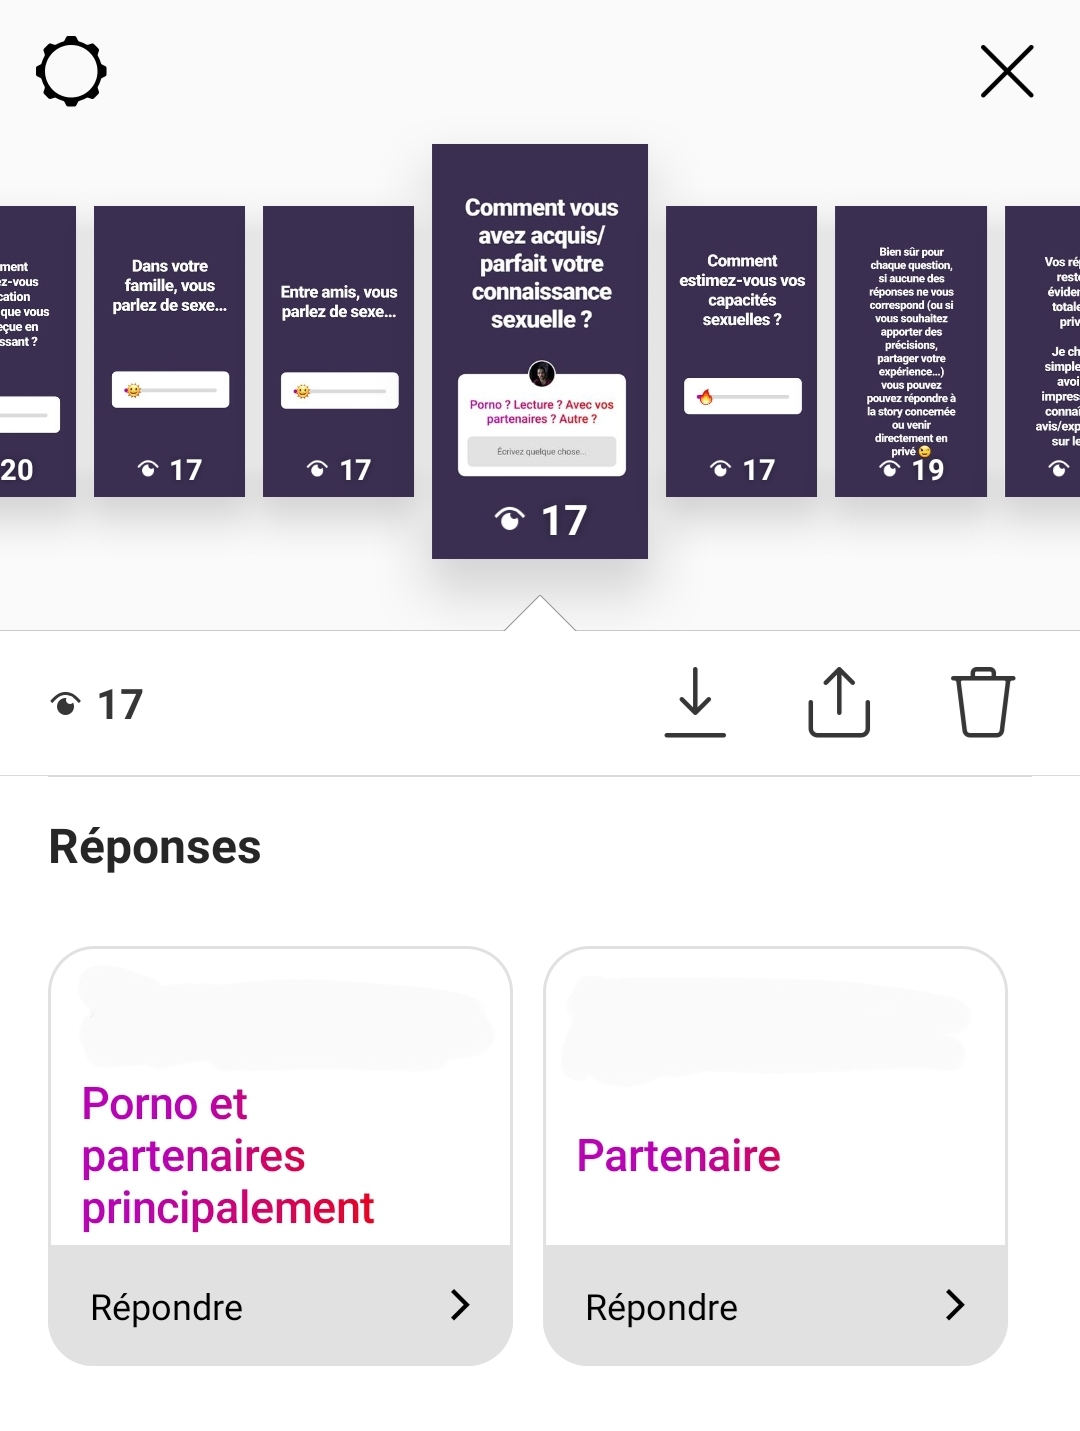 ment
ez-vous
cation
que vous
eçue en
issant ?
20
Dans votre
famille, vous
parlez de sexe...
17
Entre amis, vous
parlez de sexe...
17
Comment vous
avez acquis/
parfait votre
connaissance
sexuelle ?
Porno ? Lecture ? Avec vos
partenaires ? Autre ?
Écrivez quelque chose...
17
Comment
estimez-vous vos
capacités
sexuelles ?
17
Bien sûr pour
chaque question,
si aucune des
réponses ne vous
correspond (ou si
vous souhaitez
apporter des
précisions,
partager votre
expérience...)
vous pouvez
pouvez répondre à
la story concernée
ou venir
directement en
privé 😉
19
Vos ré
rest
éviden
totale
priv
Je ch
simple
avoi
impres
connaî
avis/exp
sur le
17
Réponses
Porno et
partenaires
principalement
Répondre
Partenaire
Répondre